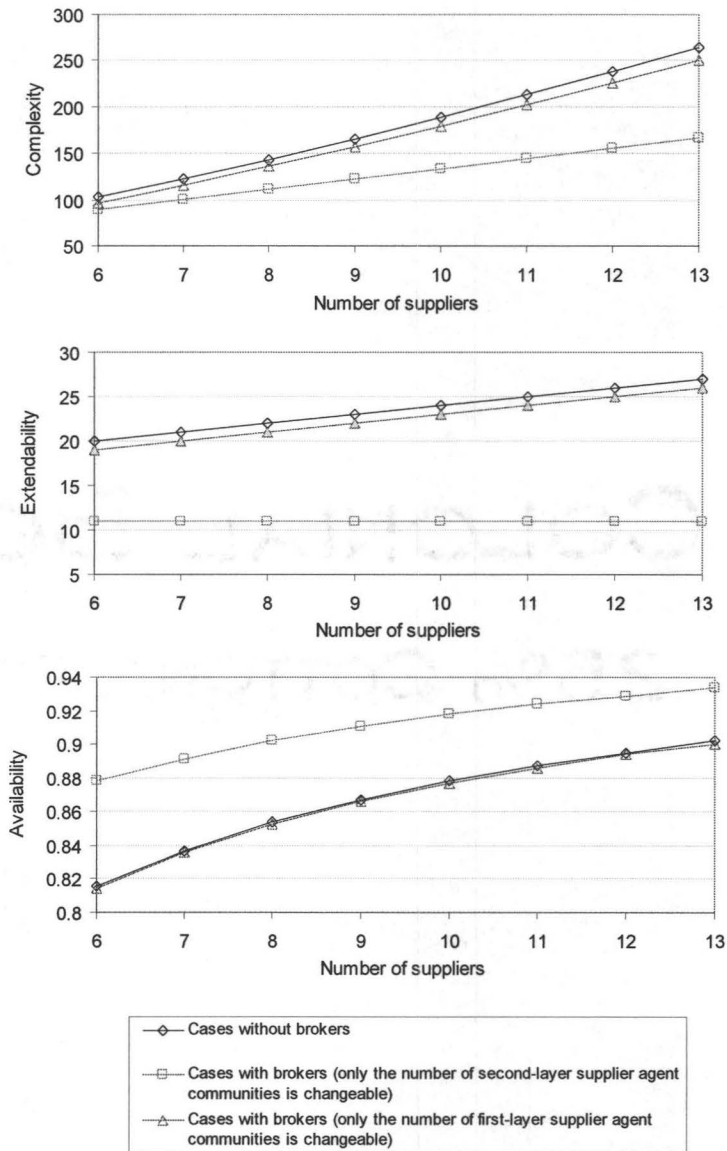 300
250
200
150
100
50
Complexity
6 7 8 9 10 11 12 13
Number of suppliers
30
25
20
15
10
5
Extendability
6 7 8 9 10 11 12 13
Number of suppliers
0.94
0.92
0.9
0.88
0.86
0.84
0.82
0.8
Availability
6 7 8 9 10 11 12 13
Number of suppliers
Cases without brokers
Cases with brokers (only the number of second-layer supplier agent
communities is changeable)
Cases with brokers (only the number of first-layer supplier agent
communities is changeable)